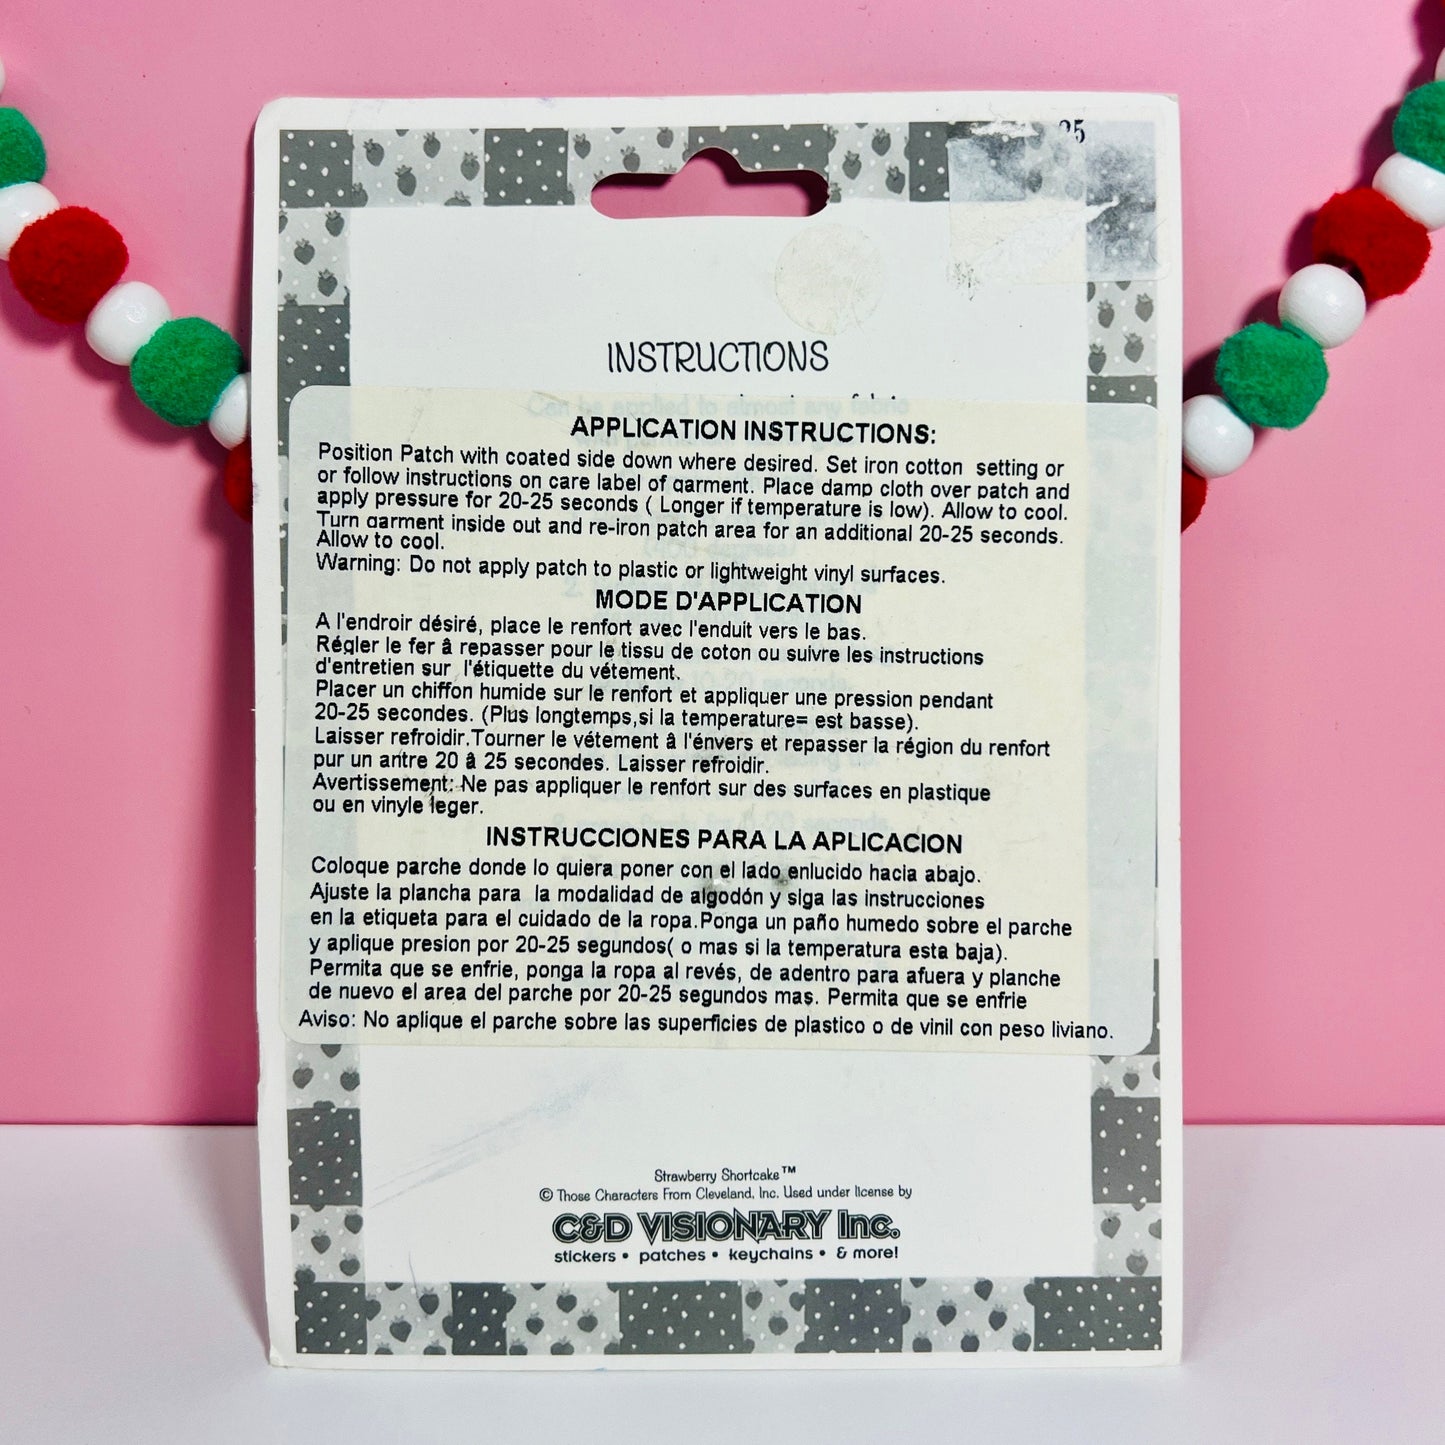 25
INSTRUCTIONS
Can be applied to almost any fabric
APPLICATION INSTRUCTIONS:
Position Patch with coated side down where desired. Set iron cotton setting or
or follow instructions on care label of garment. Place damp cloth over patch and
apply pressure for 20-25 seconds ( Longer if temperature is low). Allow to cool.
Turn garment inside out and re-iron patch area for an additional 20-25 seconds.
Allow to cool.
Warning: Do not apply patch to plastic or lightweight vinyl surfaces.
MODE D'APPLICATION
A l'endroir désiré, place le renfort avec l'enduit vers le bas.
Régler le fer â repasser pour le tissu de coton ou suivre les instructions
d'entretien sur l'étiquette du vétement.
Placer un chiffon humide sur le renfort et appliquer une pression pendant
20-25 secondes. (Plus longtemps,si la temperature= est basse).
Laisser refroidir.Tourner le vétement â l'énvers et repasser la région du renfort
pur un antre 20 â 25 secondes. Laisser refroidir.
Avertissement: Ne pas appliquer le renfort sur des surfaces en plastique
ou en vinyle leger.
INSTRUCCIONES PARA LA APLICACION
Coloque parche donde lo quiera poner con el lado enlucido hacia abajo.
Ajuste la plancha para la modalidad de algodón y siga las instrucciones
en la etiqueta para el cuidado de la ropa.Ponga un paño humedo sobre el parche
y aplique presion por 20-25 segundos( o mas si la temperatura esta baja).
Permita que se enfrie, ponga la ropa al revés, de adentro para afuera y planche
de nuevo el area del parche por 20-25 segundos mas. Permita que se enfrie
Aviso: No aplique el parche sobre las superficies de plastico o de vinil con peso liviano.
Strawberry Shortcake™
© Those Characters From Cleveland, Inc. Used under license by
C&D VISIONARY Inc.
stickers • patches • keychains • & more!